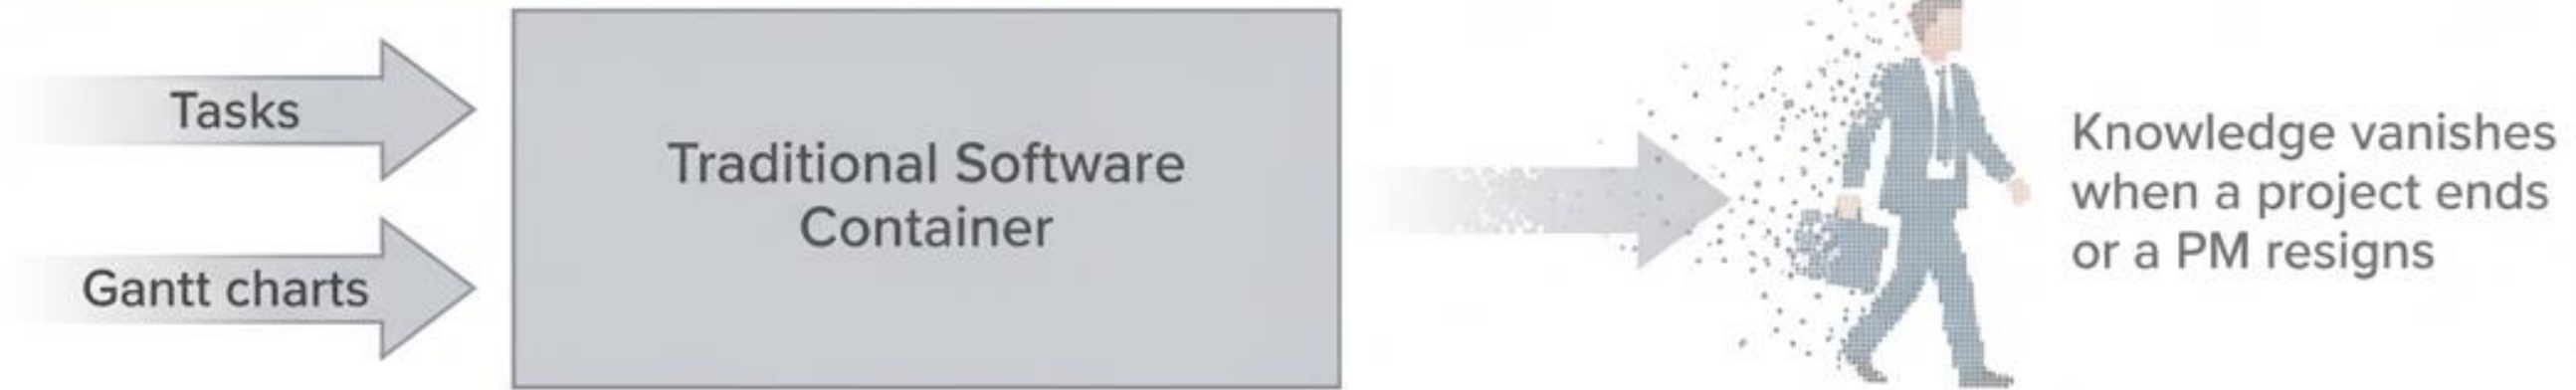 Tasks
Gantt charts
Traditional Software
Container
Knowledge vanishes
when a project ends
or a PM resigns